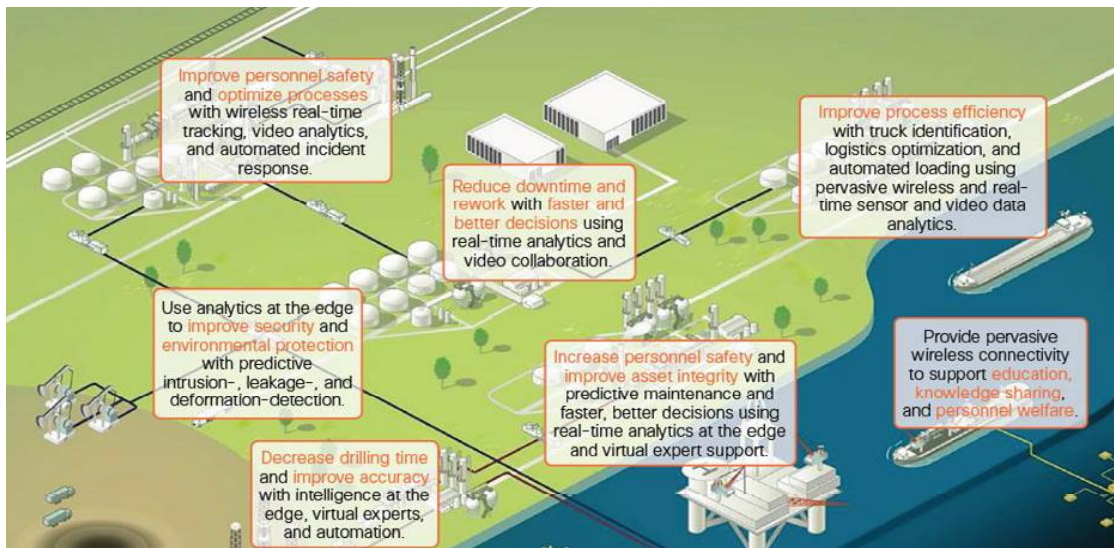 Improve personnel safety
and optimize processes
with wireless real-time
tracking, video analytics,
and automated incident
response.
Reduce downtime and
rework with faster and
better decisions using
real-time analytics and
video collaboration.
Improve process efficiency
with truck identification,
logistics optimization, and
automated loading using
pervasive wireless and real-
time sensor and video data
analytics.
Use analytics at the edge
to improve security and
environmental protection
with predictive
intrusion-, leakage-, and
deformation-detection.
Increase personnel safety and
improve asset integrity with
predictive maintenance and
faster, better decisions using
real-time analytics at the edge
and virtual expert support.
Provide pervasive
wireless connectivity
to support education,
knowledge sharing,
and personnel welfare.
Decrease drilling time
and improve accuracy
with intelligence at the
edge, virtual experts,
and automation.